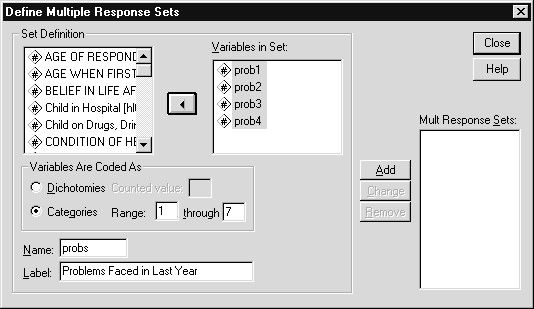 Define Multiple Response Sets
Set Definition
AGE OF RESPOND
AGE WHEN FIRST
BELIEF IN LIFE AF
Child in Hospital [hlt
Child on Drugs, Drin
CONDITION OF HE
Variables in Set:
prob1
prob2
prob3
prob4
Close
Help
Mult Response Sets:
Variables Are Coded As
Dichotomies Counted value:
Categories Range: 1 through 7
Add
Change
Remove
Name: probs
Label: Problems Faced in Last Year